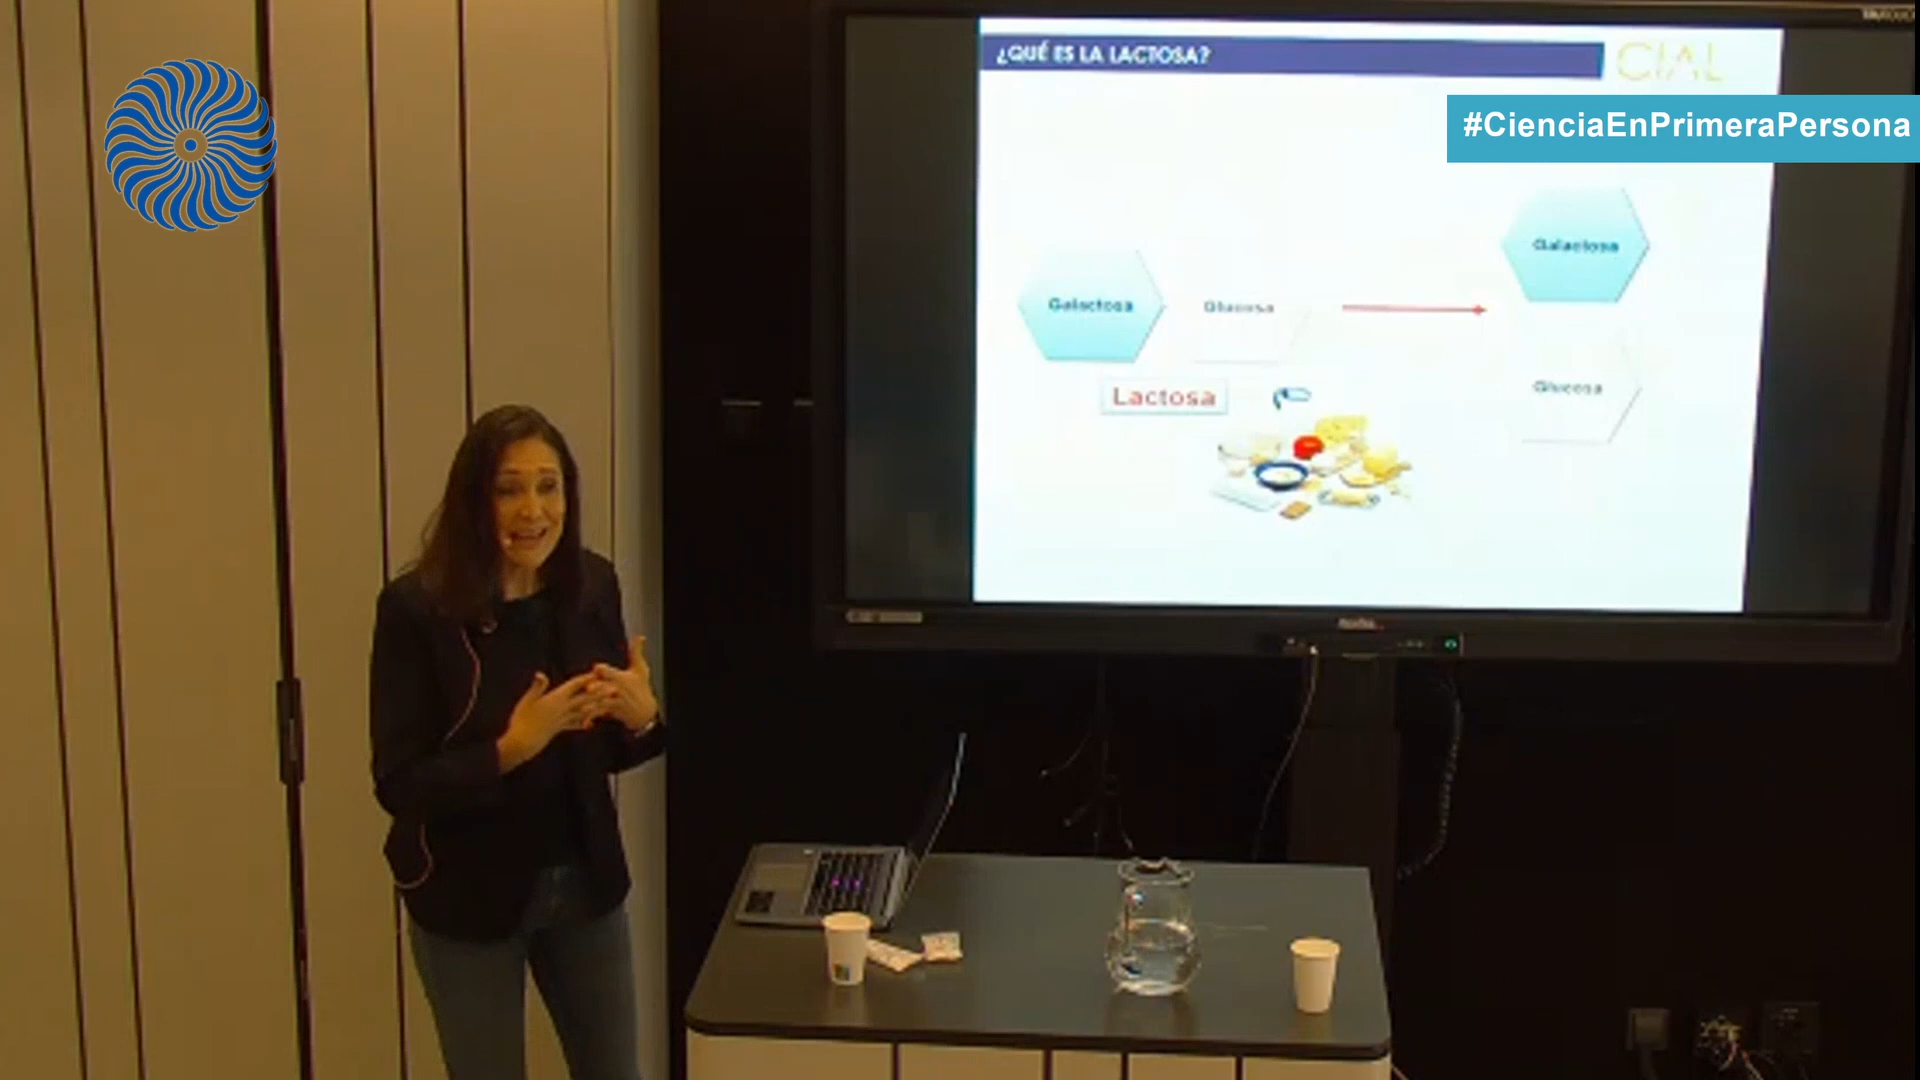 ¿QUÉ ES LA LACTOSA?
CIAL
#CienciaEnPrimeraPersona
Galactosa
Galactosa
Glucosa
Lactosa
Glucosa